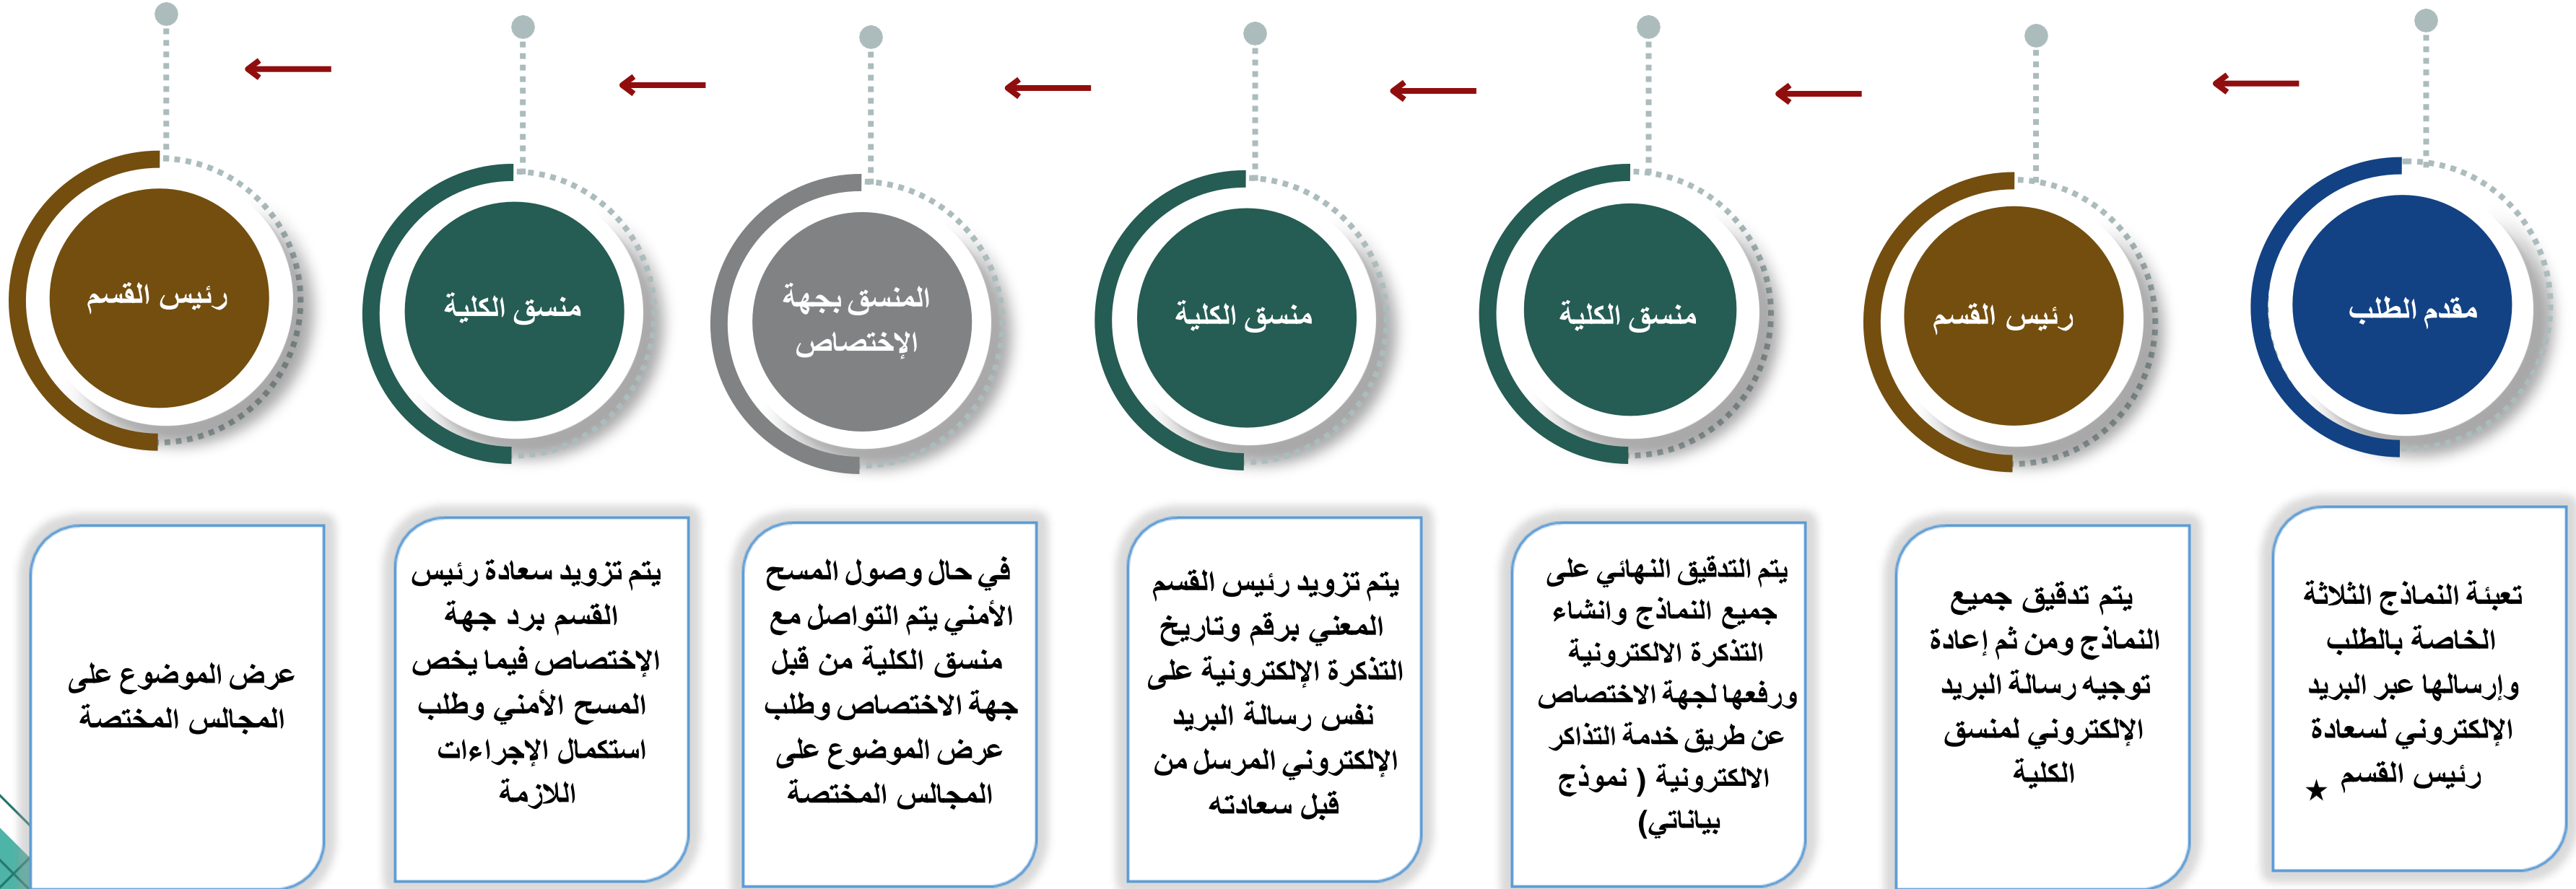 مقدم الطلب
تعبئة النماذج الثلاثة
الخاصة بالطلب
وإرسالها عبر البريد
الإلكتروني لسعادة
رئيس القسم ★
رئيس القسم
يتم تدقيق جميع
النماذج ومن ثم إعادة
توجيه رسالة البريد
الإلكتروني لمنسق
الكلية
منسق الكلية
يتم التدقيق النهائي على
جميع النماذج وانشاء
التذكرة الالكترونية
ورفعها لجهة الاختصاص
عن طريق خدمة التذاكر
الالكترونية ( نموذج
بياناتي)
منسق الكلية
يتم تزويد رئيس القسم
المعني برقم وتاريخ
التذكرة الإلكترونية على
نفس رسالة البريد
الإلكتروني المرسل من
قبل سعادته
المنسق بجهة
الإختصاص
في حال وصول المسح
الأمني يتم التواصل مع
منسق الكلية من قبل
جهة الاختصاص وطلب
عرض الموضوع على
المجالس المختصة
منسق الكلية
يتم تزويد سعادة رئيس
القسم برد جهة
الإختصاص فيما يخص
المسح الأمني وطلب
استكمال الإجراءات
اللازمة
رئيس القسم
عرض الموضوع على
المجالس المختصة